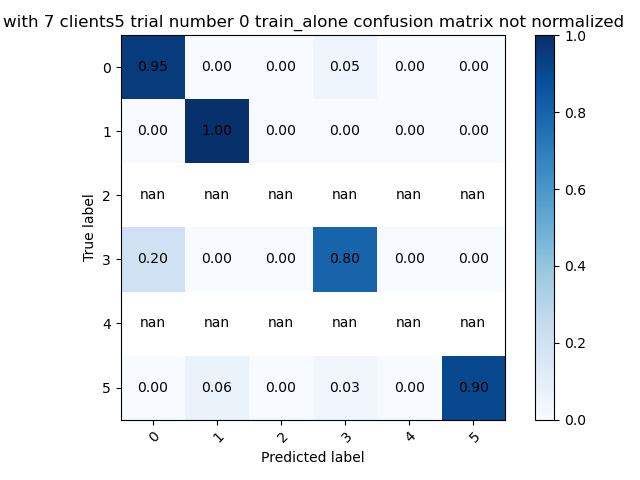 with 7 clients5 trial number 0 train_alone confusion matrix not normalized
True label
0 0.95 0.00 0.00 0.05 0.00 0.00
1 0.00 1.00 0.00 0.00 0.00 0.00
2 nan nan nan nan nan nan
3 0.20 0.00 0.00 0.80 0.00 0.00
4 nan nan nan nan nan nan
5 0.00 0.06 0.00 0.03 0.00 0.90
0 1 2 3 4 5
Predicted label
1.0
0.8
0.6
0.4
0.2
0.0